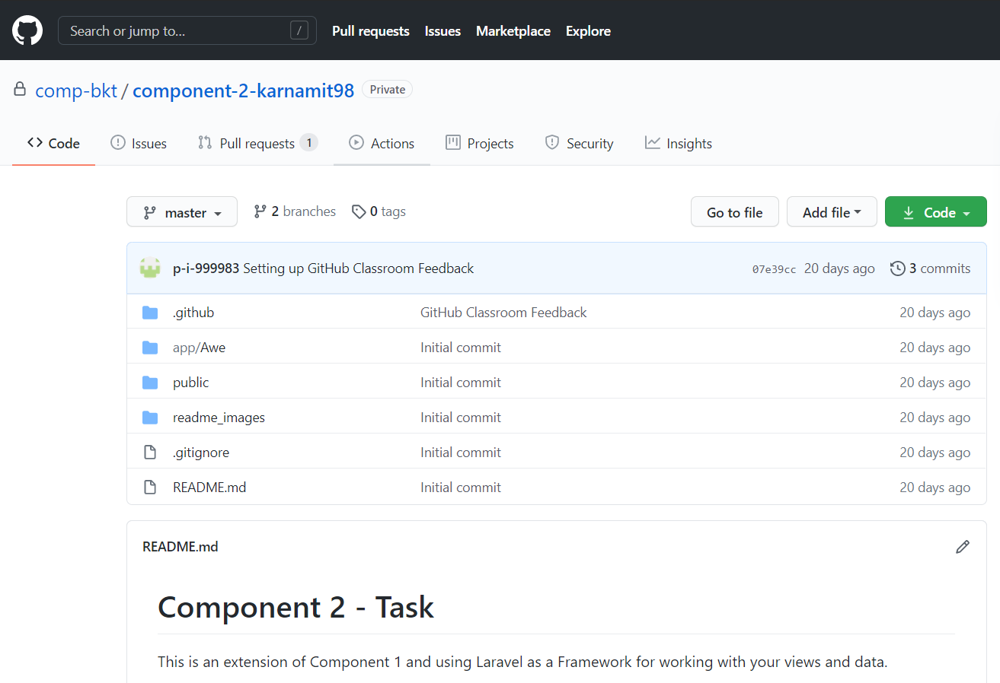 Search or jump to... / Pull requests Issues Marketplace Explore
comp-bkt / component-2-karnamit98 Private
Code Issues Pull requests 1 Actions Projects Security Insights
master 2 branches 0 tags Go to file Add file Code
p-i-999983 Setting up GitHub Classroom Feedback 07e39cc 20 days ago 3 commits
.github GitHub Classroom Feedback 20 days ago
app/Awe Initial commit 20 days ago
public Initial commit 20 days ago
readme_images Initial commit 20 days ago
.gitignore Initial commit 20 days ago
README.md Initial commit 20 days ago
README.md
Component 2 - Task
This is an extension of Component 1 and using Laravel as a Framework for working with your views and data.